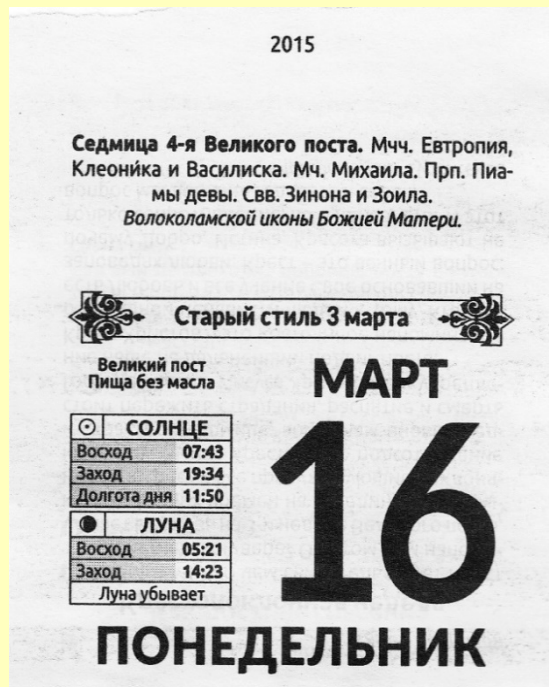 2015
Седмица 4-я Великого поста. Мчч. Евтропия,
Клеони́ка и Василиска. Мч. Михаила. Прп. Пиа-
мы девы. Свв. Зинона и Зоила.
Волоколамской иконы Божией Матери.
Старый стиль 3 марта
Великий пост
Пища без масла
МАРТ
16
СОЛНЦЕ
Восход 07:43
Заход 19:34
Долгота дня 11:50
ЛУНА
Восход 05:21
Заход 14:23
Луна убывает
ПОНЕДЕЛЬНИК